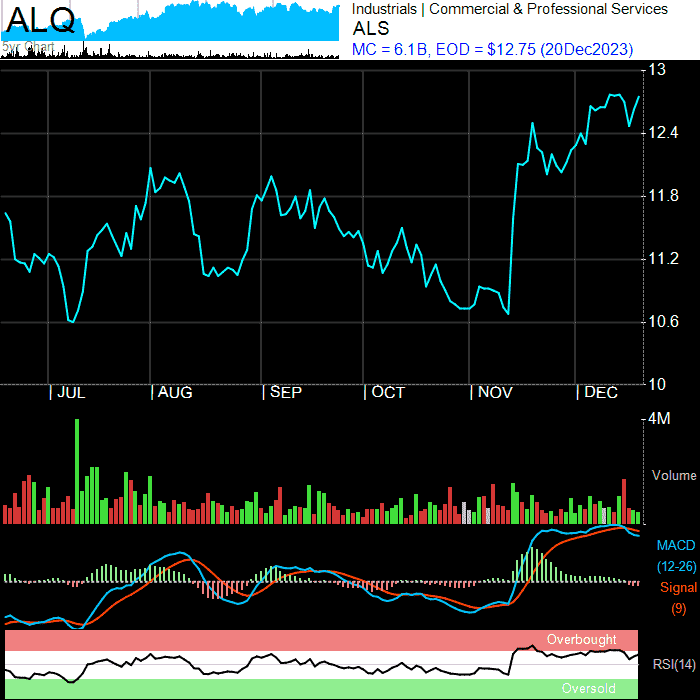 ALQ
5yr Chart
Industrials | Commercial & Professional Services
ALS
MC = 6.1B, EOD = $12.75 (20Dec2023)
13
12.4
11.8
11.2
10.6
10
| JUL | AUG | SEP | OCT | NOV | DEC
4M
Volume
MACD
(12-26)
Signal
(9)
Overbought
RSI(14)
Oversold